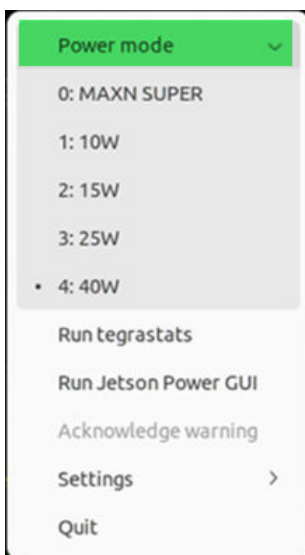 Power mode
0: MAXN SUPER
1: 10W
2: 15W
3: 25W
• 4: 40W
Run tegrastats
Run Jetson Power GUI
Acknowledge warning
Settings
Quit